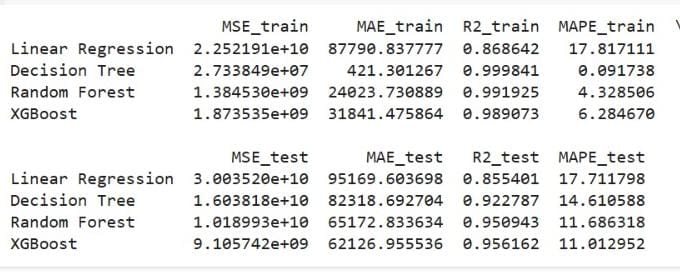 MSE_train MAE_train R2_train MAPE_train \
Linear Regression 2.252191e+10 87790.837777 0.868642 17.817111
Decision Tree 2.733849e+07 421.301267 0.999841 0.091738
Random Forest 1.384530e+09 24023.730889 0.991925 4.328506
XGBoost 1.873535e+09 31841.475864 0.989073 6.284670
MSE_test MAE_test R2_test MAPE_test
Linear Regression 3.003520e+10 95169.603698 0.855401 17.711798
Decision Tree 1.603818e+10 82318.692704 0.922787 14.610588
Random Forest 1.018993e+10 65172.833634 0.950943 11.686318
XGBoost 9.105742e+09 62126.955536 0.956162 11.012952